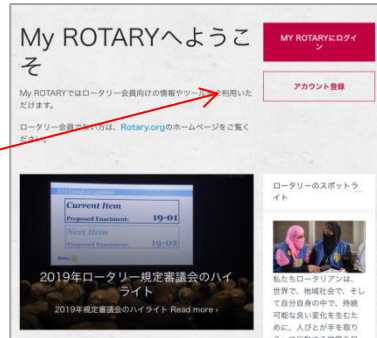 My ROTARYへようこ
そ
My ROTARYではロータリー会員向けの情報やツールをご利用いた
だけます。
ロータリー会員でない方は、Rotary.orgのホームページをご覧く
ださい。
MY ROTARYにログイ
ン
アカウント登録
Current Item
Proposed Enactment: 19-01
Next Item
Proposed Enactment: 19-02
2019年ロータリー規定審議会のハイ
ライト
2019年規定審議会のハイライト Read more ›
ロータリーのスポットラ
イト
私たちロータリアンは、
世界で、地域社会で、そし
て自分自身の中で、持続
可能な良い変化を生むた
めに、人びとが手を取り